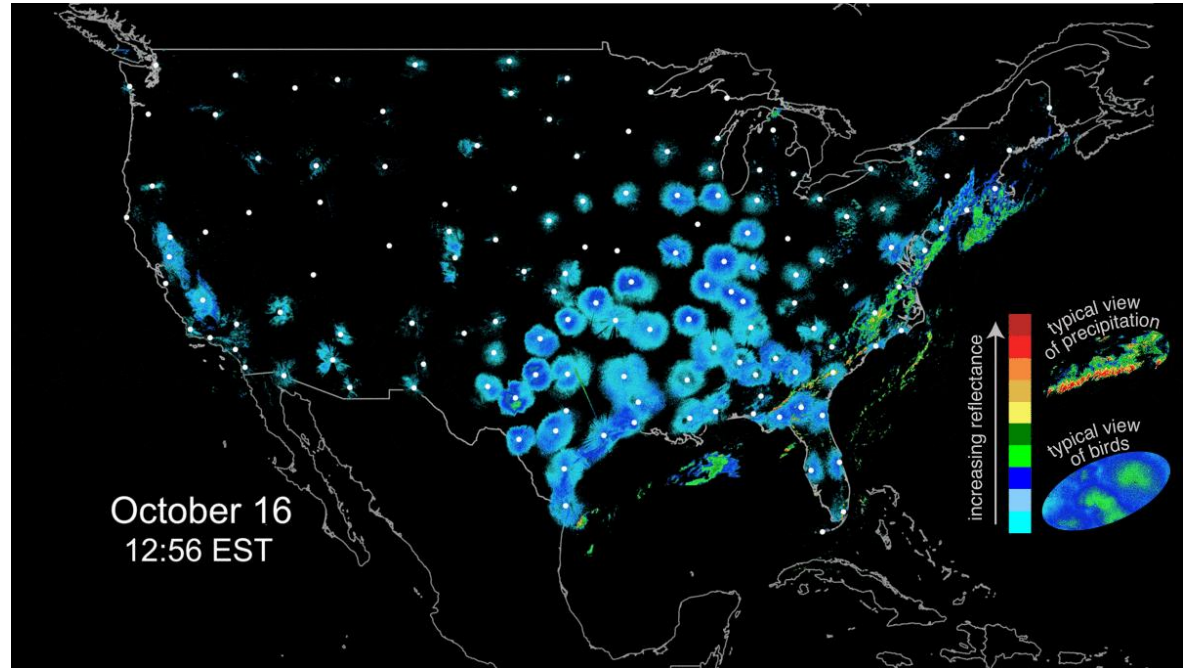 October 16
12:56 EST
increasing reflectance
typical view
of precipitation
typical view
of birds